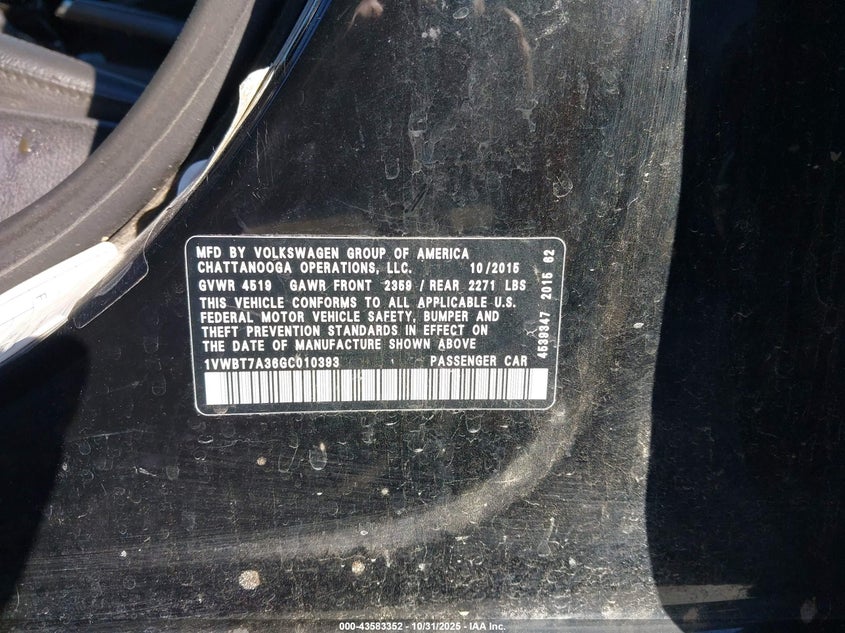 MFD BY VOLKSWAGEN GROUP OF AMERICA
CHATTANOOGA OPERATIONS, LLC. 10/2015
GVWR 4519 GAWR FRONT 2359 / REAR 2271 LBS
THIS VEHICLE CONFORMS TO ALL APPLICABLE U.S.
FEDERAL MOTOR VEHICLE SAFETY, BUMPER AND
THEFT PREVENTION STANDARDS IN EFFECT ON
THE DATE OF MANUFACTURE SHOWN ABOVE
1VWBT7A36GC010393 PASSENGER CAR
4539347 2015 62
000-43583352 - 10/31/2025 - IAA Inc.